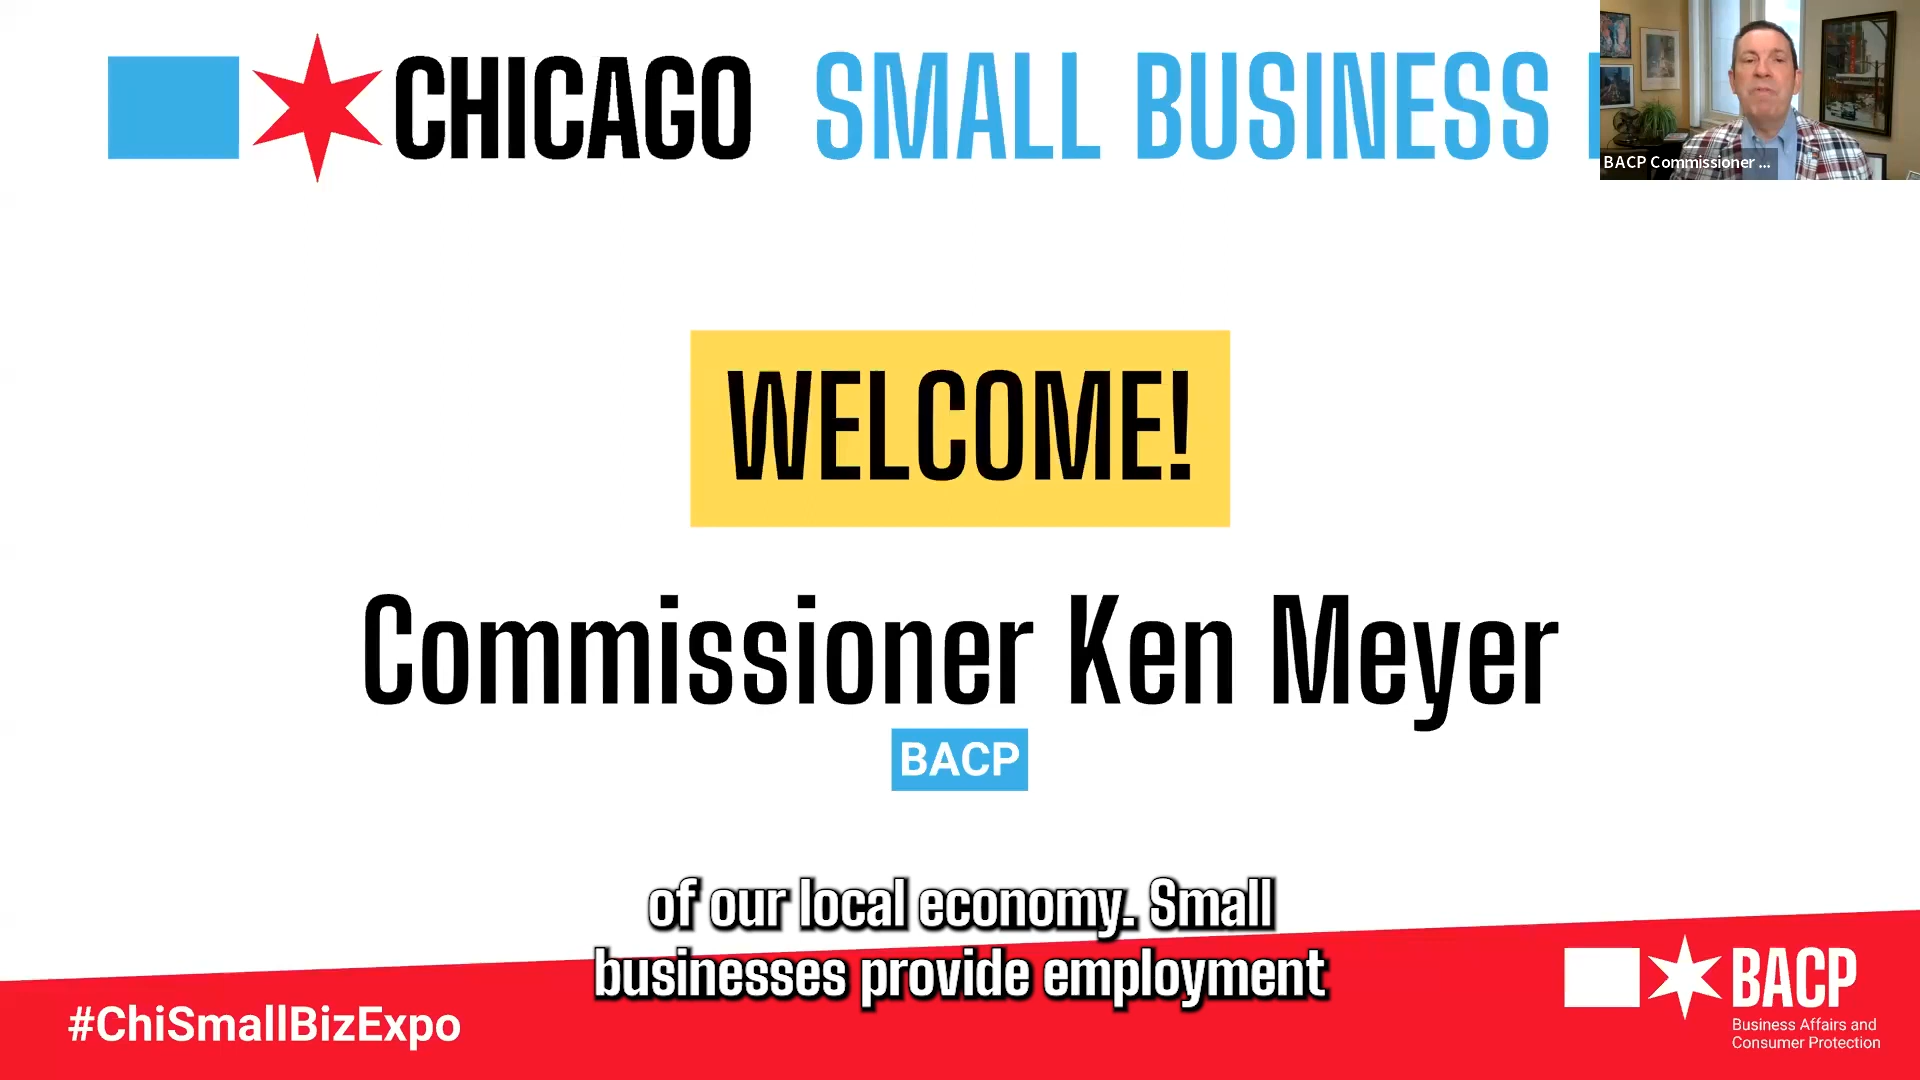 CHICAGO SMALL BUSINESS
BACP Commissioner ...
WELCOME!
Commissioner Ken Meyer
BACP
of our local economy. Small
businesses provide employment
#ChiSmallBizExpo
BACP
Business Affairs and
Consumer Protection